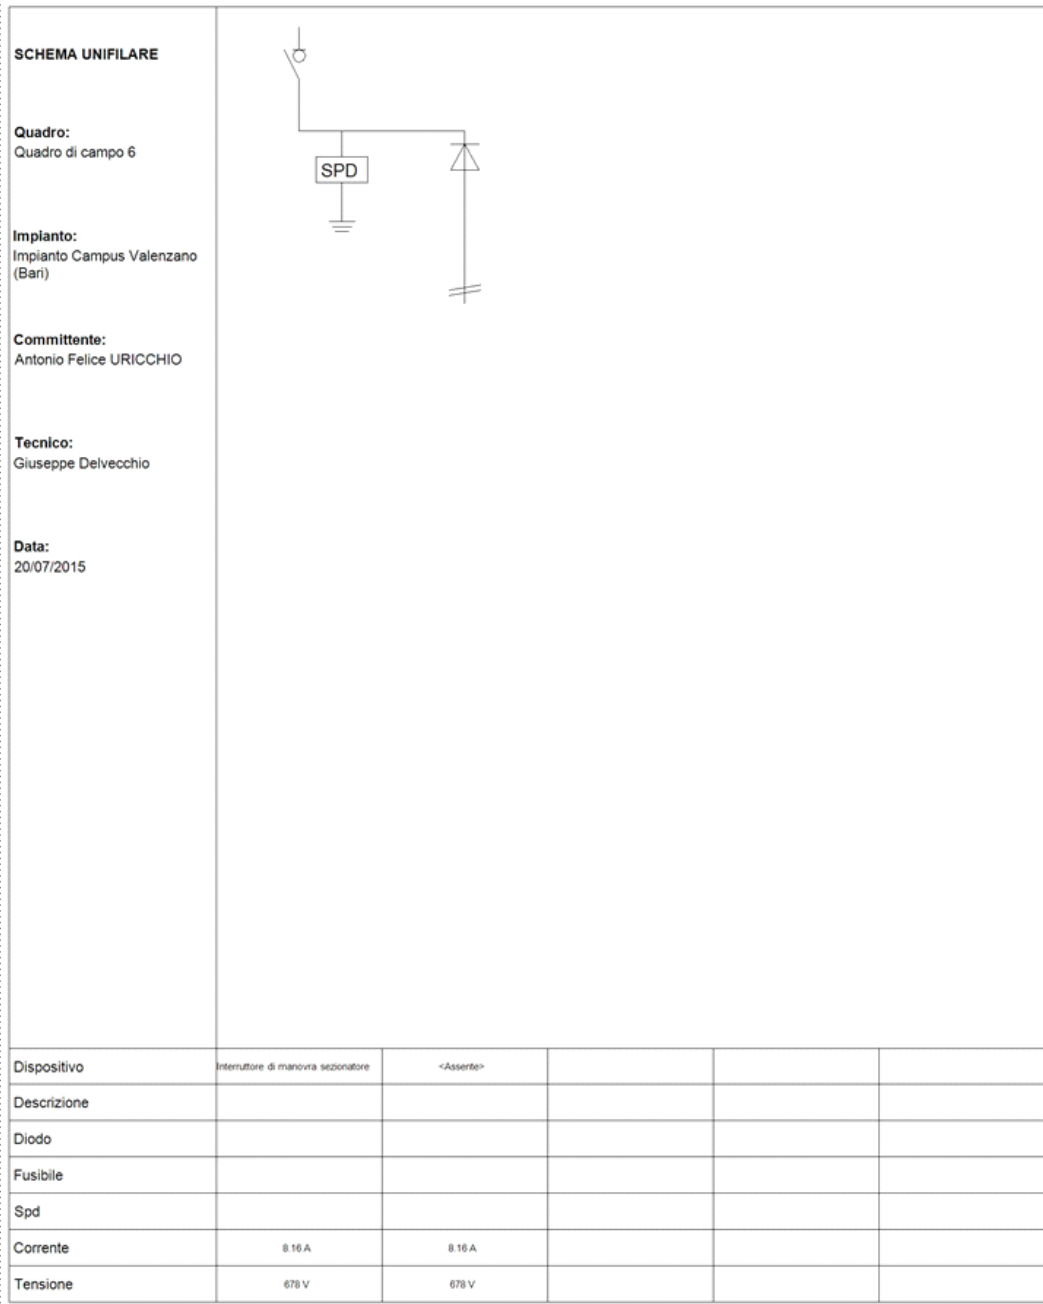 SCHEMA UNIFILARE
Quadro:
Quadro di campo 6
Impianto:
Impianto Campus Valenzano
(Bari)
Committente:
Antonio Felice URICCHIO
Tecnico:
Giuseppe Delvecchio
Data:
20/07/2015
SPD
Dispositivo Interruttore di manovra sezionatore <Assente>
Descrizione
Diodo
Fusibile
Spd
Corrente 8.16 A 8.16 A
Tensione 678 V 678 V